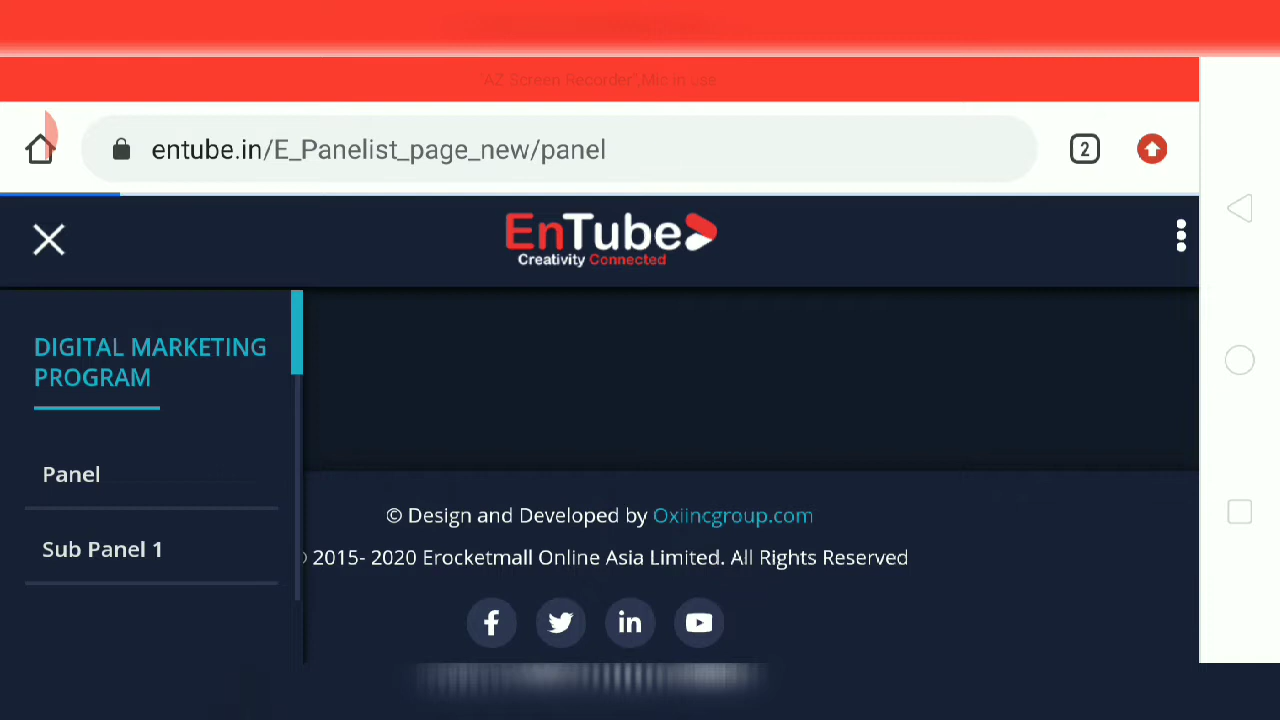 "AZ Screen Recorder",Mic in use
entube.in/E_Panelist_page_new/panel
2
EnTube
Creativity Connected
DIGITAL MARKETING
PROGRAM
Panel
Sub Panel 1
© Design and Developed by Oxiincgroup.com
2015- 2020 Erocketmall Online Asia Limited. All Rights Reserved
f
in